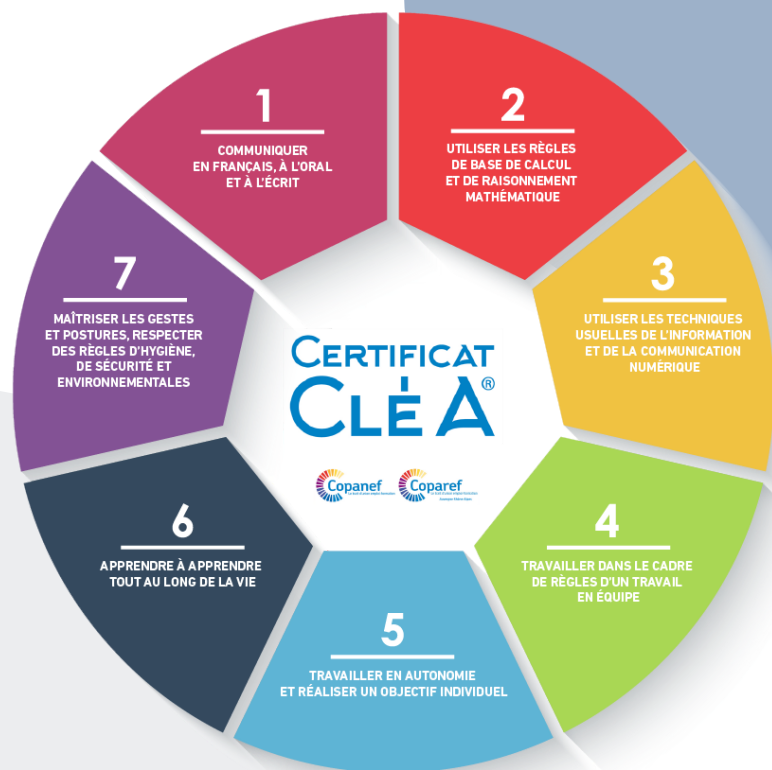 1
COMMUNIQUER
EN FRANÇAIS, À L'ORAL
ET À L'ÉCRIT
2
UTILISER LES RÈGLES
DE BASE DE CALCUL
ET DE RAISONNEMENT
MATHÉMATIQUE
3
UTILISER LES TECHNIQUES
USUELLES DE L'INFORMATION
ET DE LA COMMUNICATION
NUMÉRIQUE
4
TRAVAILLER DANS LE CADRE
DE RÈGLES D'UN TRAVAIL
EN ÉQUIPE
5
TRAVAILLER EN AUTONOMIE
ET RÉALISER UN OBJECTIF INDIVIDUEL
6
APPRENDRE À APPRENDRE
TOUT AU LONG DE LA VIE
7
MAÎTRISER LES GESTES
ET POSTURES, RESPECTER
DES RÈGLES D'HYGIÈNE,
DE SÉCURITÉ ET
ENVIRONNEMENTALES
CERTIFICAT
CLÉ A®
Copanef
Coparef